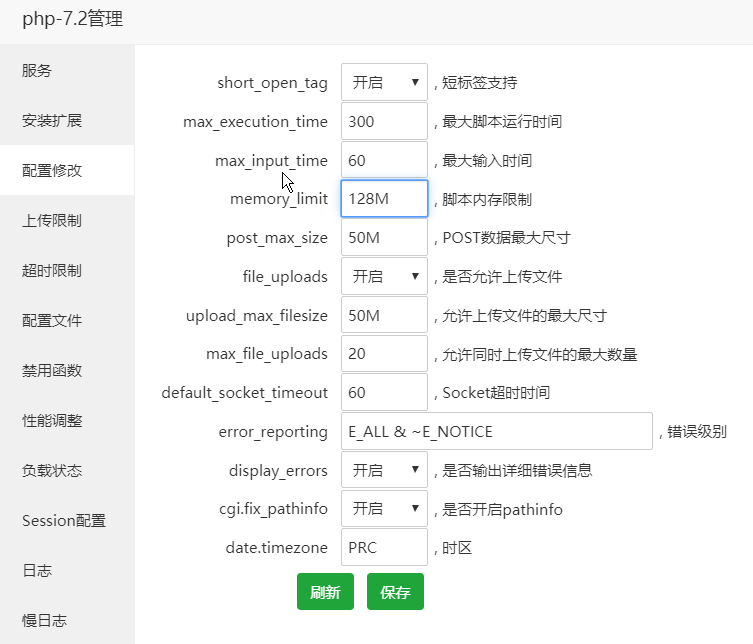 php-7.2管理
服务
安装扩展
配置修改
上传限制
超时限制
配置文件
禁用函数
性能调整
负载状态
Session配置
日志
慢日志
short_open_tag 开启 , 短标签支持
max_execution_time 300 , 最大脚本运行时间
max_input_time 60 , 最大输入时间
memory_limit 128M , 脚本内存限制
post_max_size 50M , POST数据最大尺寸
file_uploads 开启 , 是否允许上传文件
upload_max_filesize 50M , 允许上传文件的最大尺寸
max_file_uploads 20 , 允许同时上传文件的最大数量
default_socket_timeout 60 , Socket超时时间
error_reporting E_ALL & ~E_NOTICE , 错误级别
display_errors 开启 , 是否输出详细错误信息
cgi.fix_pathinfo 开启 , 是否开启pathinfo
date.timezone PRC , 时区
刷新 保存